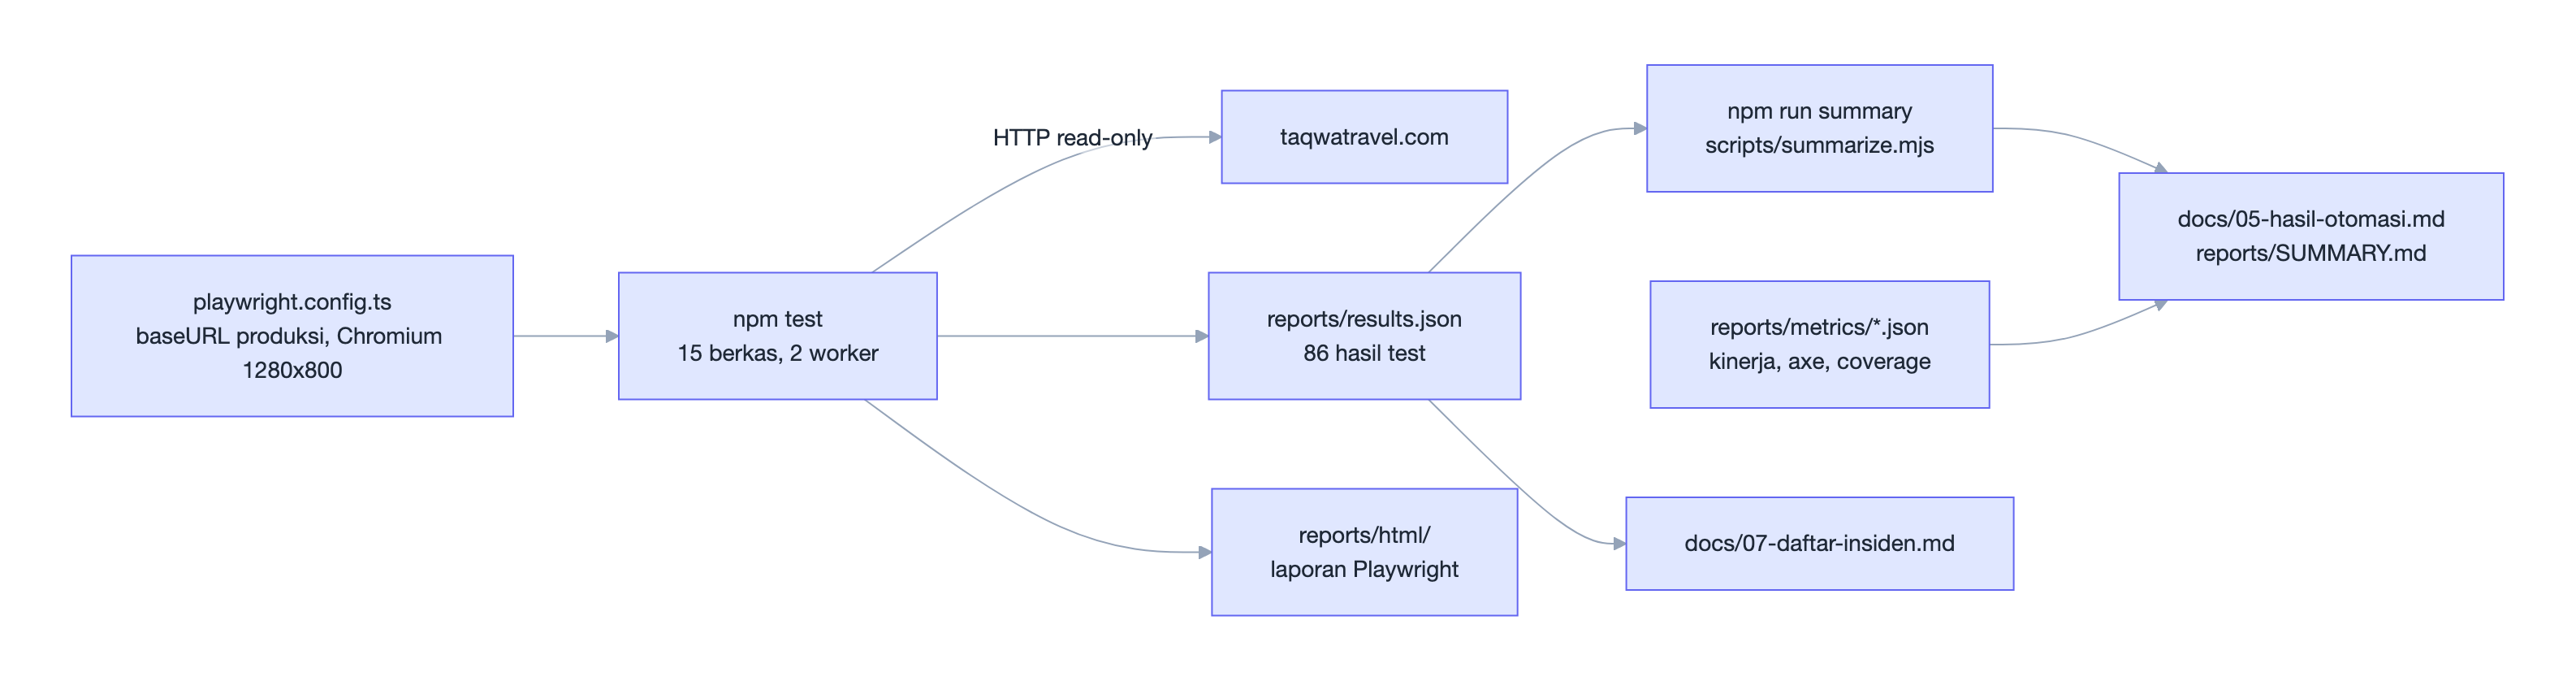 playwright.config.ts
baseURL produksi, Chromium
1280x800
npm test
15 berkas, 2 worker
HTTP read-only
taqwatravel.com
reports/results.json
86 hasil test
reports/html/
laporan Playwright
npm run summary
scripts/summarize.mjs
reports/metrics/*.json
kinerja, axe, coverage
docs/07-daftar-insiden.md
docs/05-hasil-otomasi.md
reports/SUMMARY.md